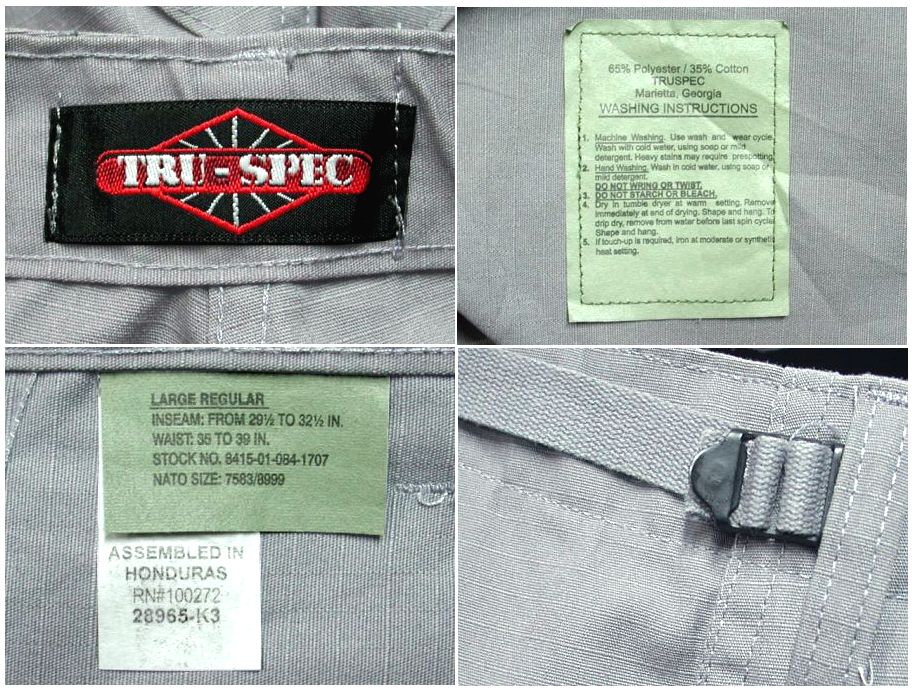 TRU-SPEC
65% Polyester / 35% Cotton
TRUSPEC
Marietta, Georgia
WASHING INSTRUCTIONS
1. Machine Washing. Use wash and wear cycle.
Wash with cold water, using soap or mild
detergent. Heavy stains may require prespotting.
2. Hand Washing. Wash in cold water, using soap or
mild detergent.
DO NOT WRING OR TWIST.
3. DO NOT STARCH OR BLEACH.
4. Dry in tumble dryer at warm setting. Remove
immediately at end of drying. Shape and hang. To
drip dry, remove from water before last spin cycle.
Shape and hang.
5. If touch-up is required, iron at moderate or synthetic
heat setting.
LARGE REGULAR
INSEAM: FROM 29½ TO 32½ IN.
WAIST: 35 TO 39 IN.
STOCK NO. 8415-01-084-1707
NATO SIZE: 7583/8999
ASSEMBLED IN
HONDURAS
RN#100272
28965-K3